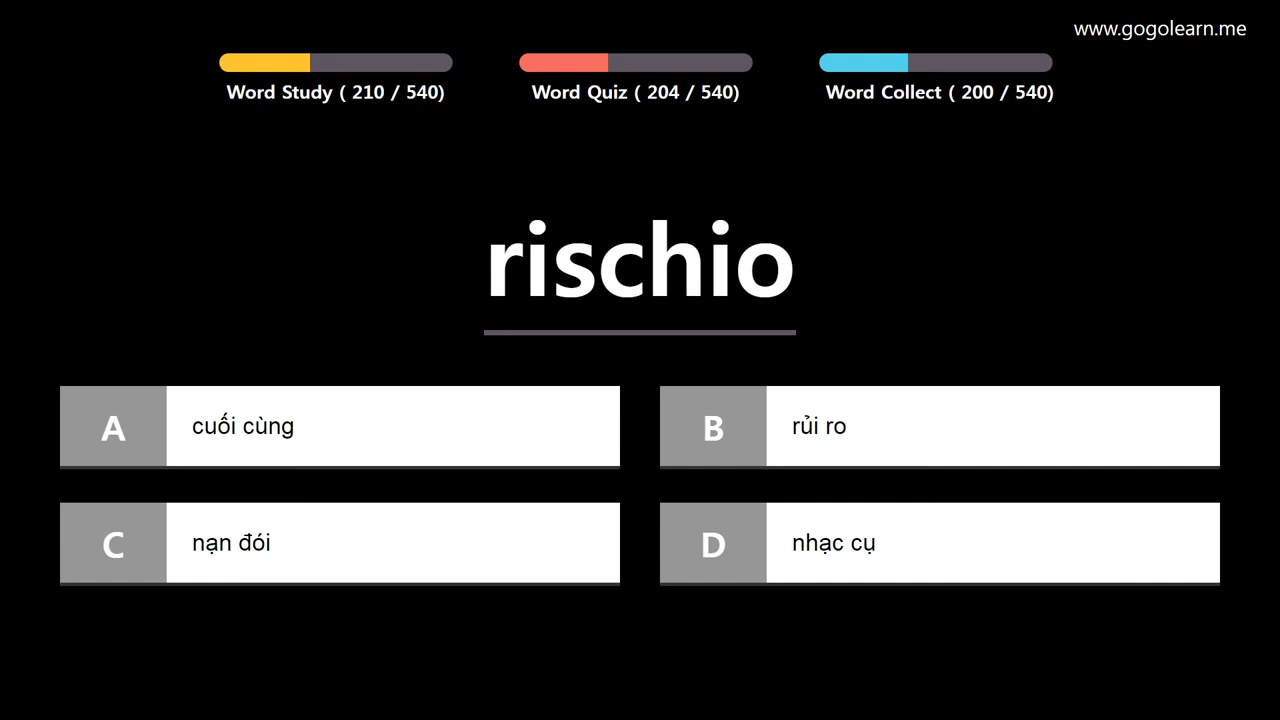 www.gogolearn.me
Word Study ( 210 / 540)
Word Quiz ( 204 / 540)
Word Collect ( 200 / 540)
rischio
A
cuối cùng
B
rủi ro
C
nạn đói
D
nhạc cụ